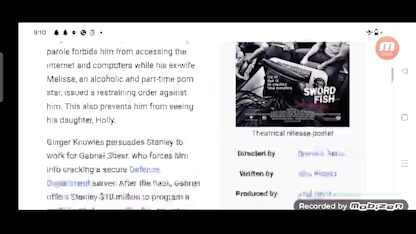 9:10
parole forbids him from accessing the
internet and computers while his ex-wife
Melissa, an alcoholic and part-time porn
star, issued a restraining order against
him. This also prevents him from seeing
his daughter, Holly.
Ginger Knowles persuades Stanley to
work for Gabriel Shear, who forces him
into cracking a secure Defense
Department server. After the hack, Gabriel
offers Stanley $10 million to program a
SWORD
FISH
Theatrical release poster
Directed by
Written by
Produced by
Recorded by Mobizen